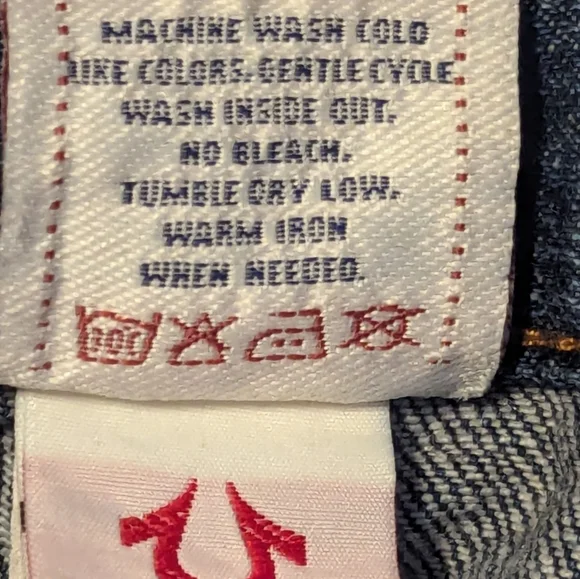 MACHINE WASH COLD
LIKE COLORS. GENTLE CYCLE
WASH INSIDE OUT.
NO BLEACH.
TUMBLE DRY LOW.
WARM IRON
WHEN NEEDED.